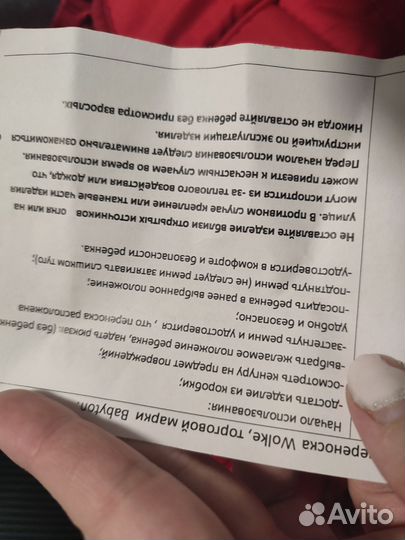 переноска Wolke, торговой марки Babyton.
Начало использования:
-достать изделие из коробки;
-осмотреть кенгуру на предмет повреждений;
-выбрать желаемое положение ребенка, надеть рюкзак (без ребенк
-застегнуть ремни и удостоверится , что переноска расположена
удобно и безопасно;
-посадить ребенка в ранее выбранное положение;
-подтянуть ремни (не следует затягивать слишком туго);
-удостоверится в комфорте и безопасности ребенка.
Не оставляйте изделие вблизи открытых источников огня или на
улице. В противном случае крепление или тканевые части изделия
могут испортится из -за теплового воздействия или дождя, что
может привести к несчастным случаем во время использования.
Перед началом использования следует внимательно ознакомиться с
инструкцией по эксплуатации изделия.
Никогда не оставляйте ребенка без присмотра взрослых.
Avito